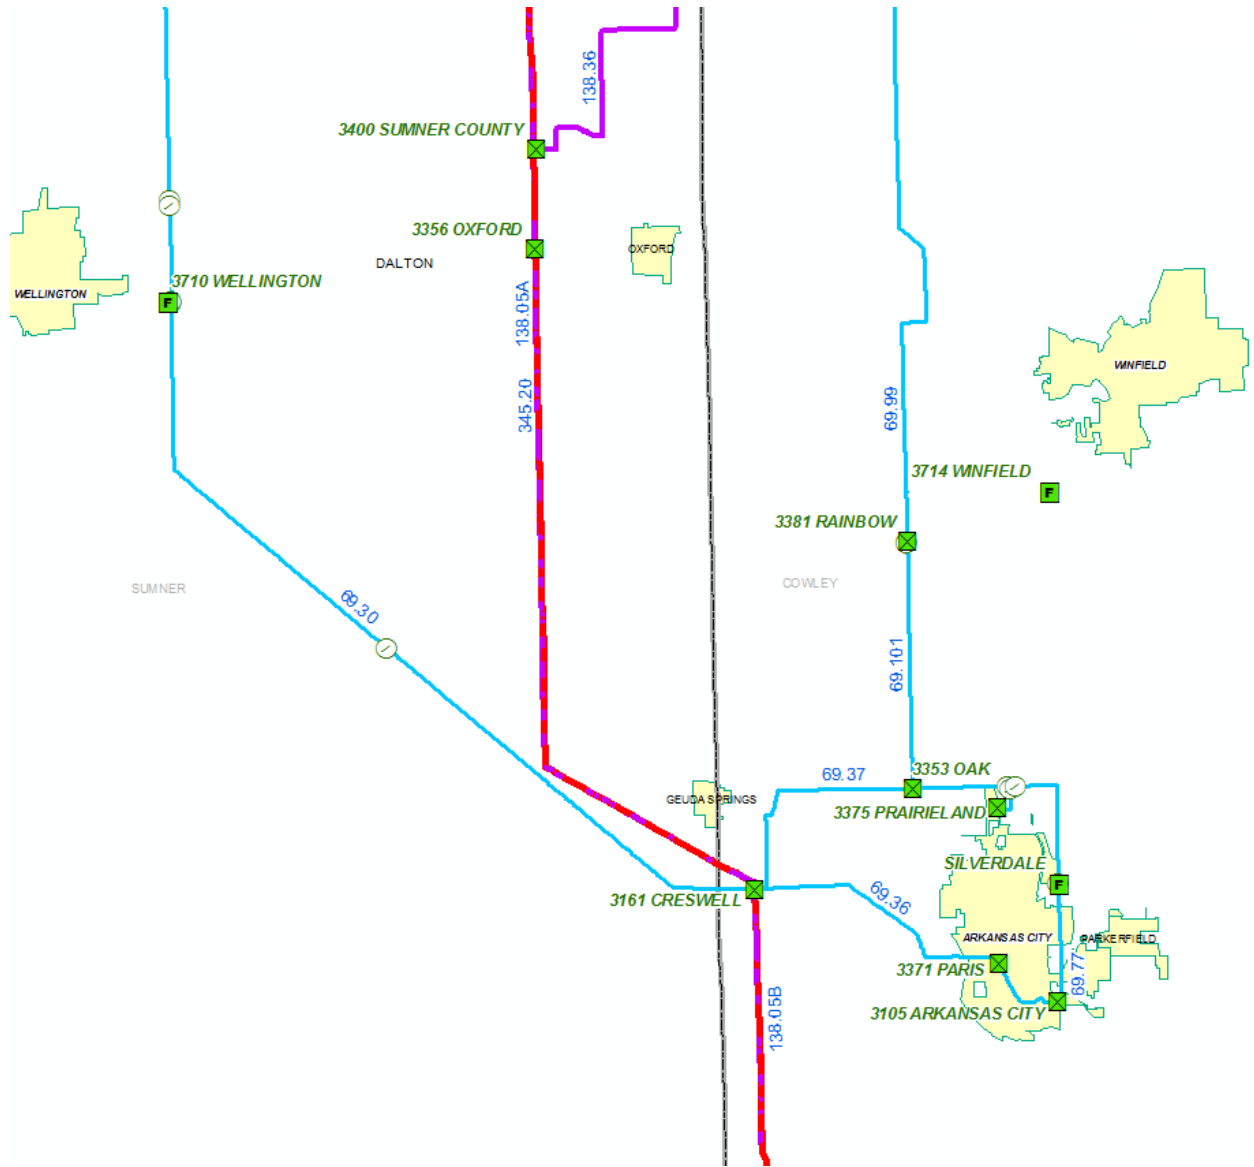 138.36
3400 SUMNER COUNTY
3356 OXFORD
OXFORD
DALTON
3710 WELLINGTON
WELLINGTON
138.05A
WINFIELD
345.20
69.99
3714 WINFIELD
3381 RAINBOW
SUMNER
COWLEY
69.30
69.101
3353 OAK
69.37
GEUDA SPRINGS
3375 PRAIRIELAND
SILVERDALE
3161 CRESWELL
69.36
ARKANSAS CITY
PARKERFIELD
3371 PARIS
69.77
3105 ARKANSAS CITY
138.05B
F
F
F